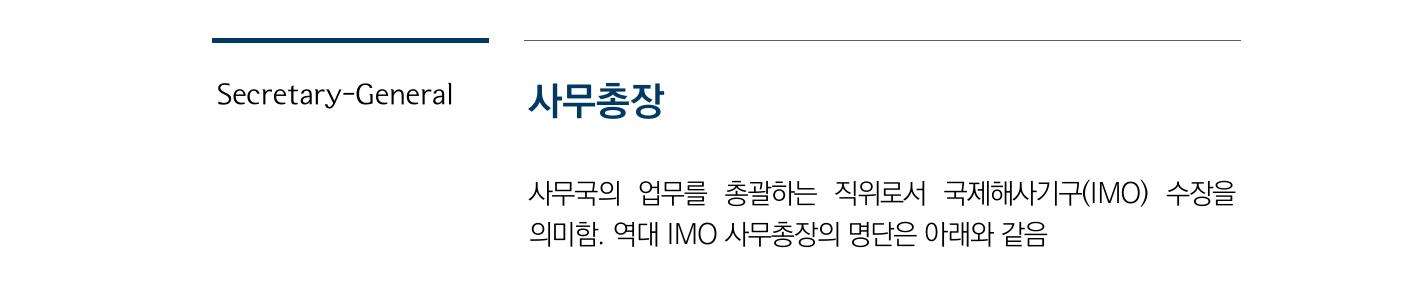 Secretary-General
사무총장
사무국의 업무를 총괄하는 직위로서 국제해사기구(IMO) 수장을
의미함. 역대 IMO 사무총장의 명단은 아래와 같음